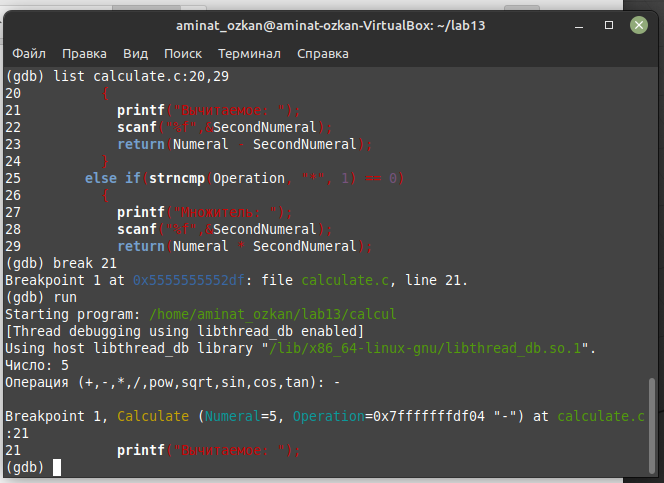 aminat_ozkan@aminat-ozkan-VirtualBox: ~/lab13
Файл Правка Вид Поиск Терминал Справка
(gdb) list calculate.c:20,29
20 {
21 printf("Вычитаемое: ");
22 scanf("%f",&SecondNumeral);
23 return(Numeral - SecondNumeral);
24 }
25 else if(strncmp(Operation, "*", 1) == 0)
26 {
27 printf("Множитель: ");
28 scanf("%f",&SecondNumeral);
29 return(Numeral * SecondNumeral);
(gdb) break 21
Breakpoint 1 at 0x5555555552df: file calculate.c, line 21.
(gdb) run
Starting program: /home/aminat_ozkan/lab13/calcul
[Thread debugging using libthread_db enabled]
Using host libthread_db library "/lib/x86_64-linux-gnu/libthread_db.so.1".
Число: 5
Операция (+,-,*,/,pow,sqrt,sin,cos,tan): -
Breakpoint 1, Calculate (Numeral=5, Operation=0x7fffffffdf04 "-") at calculate.c
:21
21 printf("Вычитаемое: ");
(gdb)